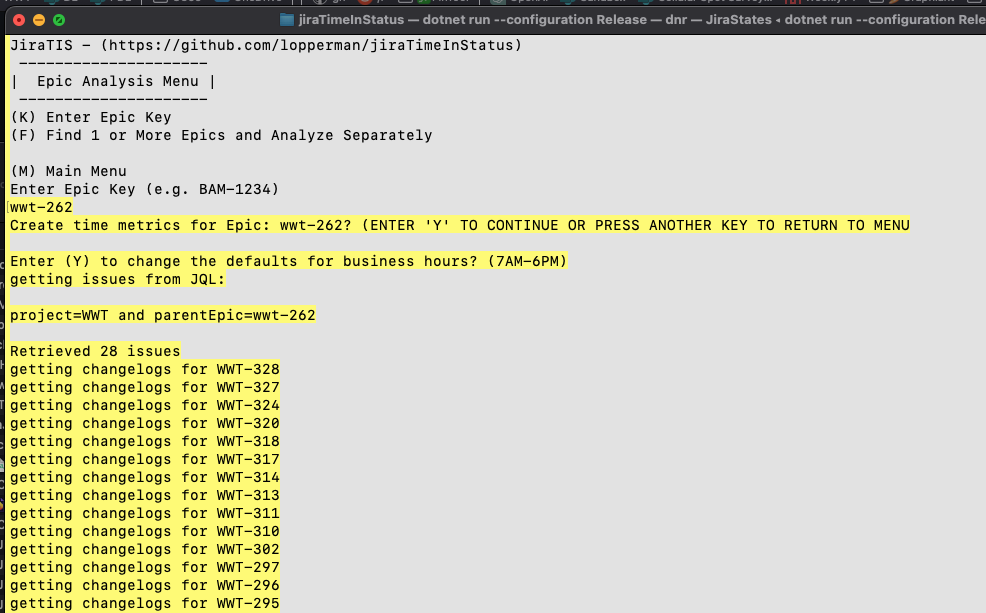 jiraTimeInStatus — dotnet run --configuration Release — dnr — JiraStates ◂ dotnet run --configuration Rele
JiraTIS - (https://github.com/lopperman/jiraTimeInStatus)
---------------------
|  Epic Analysis Menu |
---------------------
(K) Enter Epic Key
(F) Find 1 or More Epics and Analyze Separately
(M) Main Menu
Enter Epic Key (e.g. BAM-1234)
wwt-262
Create time metrics for Epic: wwt-262? (ENTER 'Y' TO CONTINUE OR PRESS ANOTHER KEY TO RETURN TO MENU
Enter (Y) to change the defaults for business hours? (7AM-6PM)
getting issues from JQL:
project=WWT and parentEpic=wwt-262
Retrieved 28 issues
getting changelogs for WWT-328
getting changelogs for WWT-327
getting changelogs for WWT-324
getting changelogs for WWT-320
getting changelogs for WWT-318
getting changelogs for WWT-317
getting changelogs for WWT-314
getting changelogs for WWT-313
getting changelogs for WWT-311
getting changelogs for WWT-310
getting changelogs for WWT-302
getting changelogs for WWT-297
getting changelogs for WWT-296
getting changelogs for WWT-295